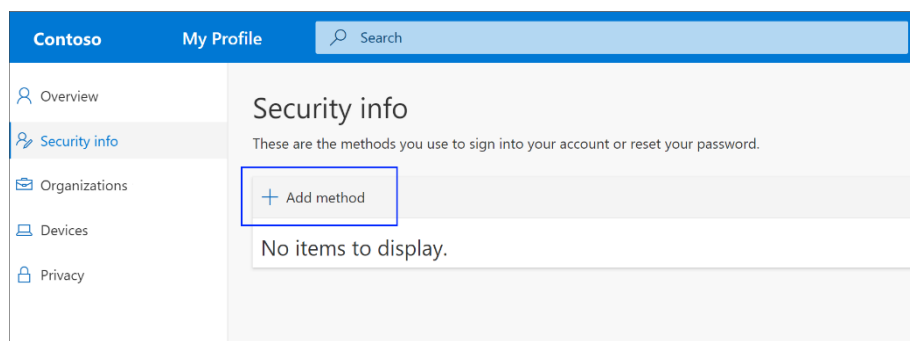 Contoso My Profile Search
Overview
Security info
Organizations
Devices
Privacy
Security info
These are the methods you use to sign into your account or reset your password.
+ Add method
No items to display.